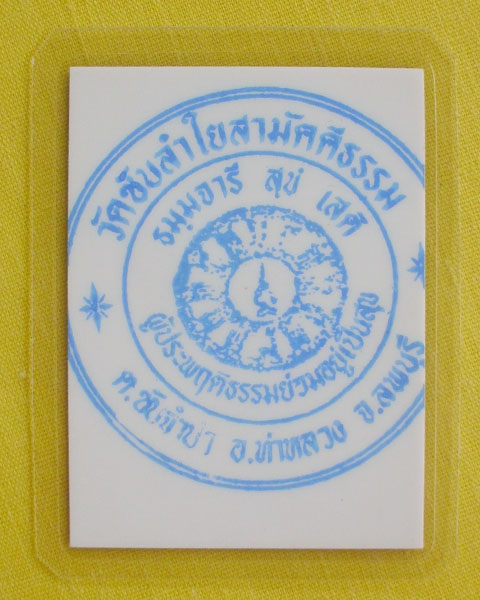 วัดซับลำใยสามัคคีธรรม
ธมฺมจารี สุขํ เสติ
ผู้ประพฤติธรรมย่อมอยู่เป็นสุข
ต.ซับจำปา อ.ท่าหลวง จ.ลพบุรี